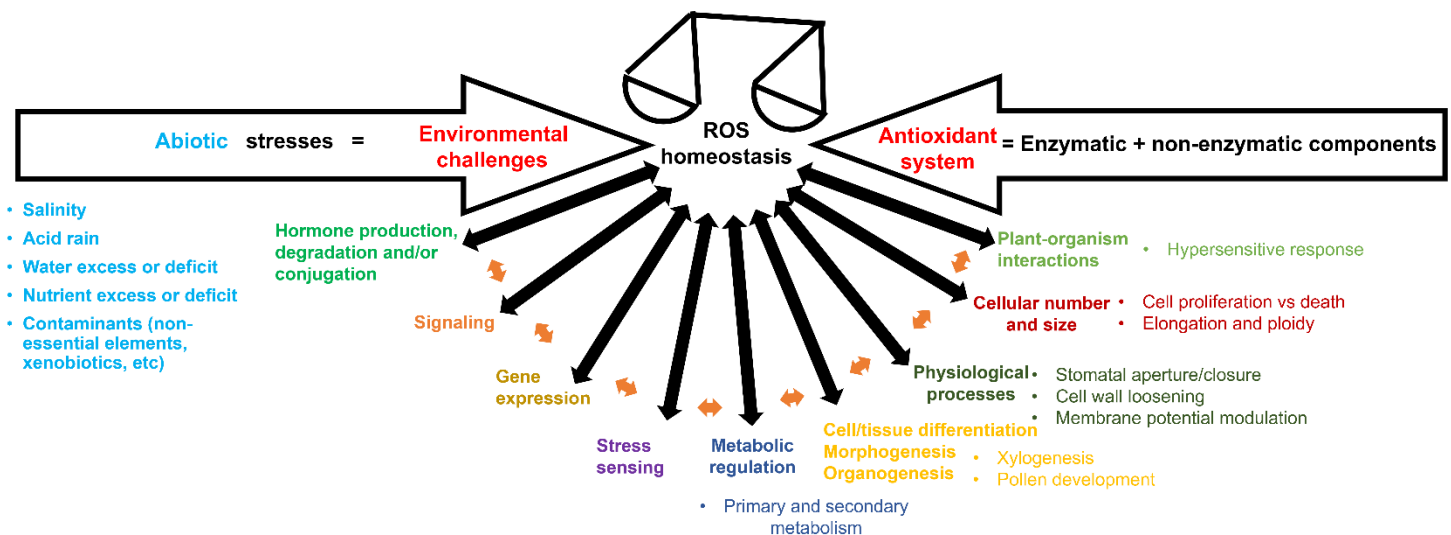 Abiotic stresses =
Environmental
challenges
ROS
homeostasis
Antioxidant
system
= Enzymatic + non-enzymatic components
• Salinity
• Acid rain
• Water excess or deficit
• Nutrient excess or deficit
• Contaminants (non-
essential elements,
xenobiotics, etc)
Hormone production,
degradation and/or
conjugation
Signaling
Gene
expression
Stress
sensing
Metabolic
regulation
• Primary and secondary
metabolism
Cell/tissue differentiation
Morphogenesis
Organogenesis
• Xylogenesis
• Pollen development
Physiological
processes
• Stomatal aperture/closure
• Cell wall loosening
• Membrane potential modulation
Cellular number
and size
• Cell proliferation vs death
• Elongation and ploidy
Plant-organism
interactions
• Hypersensitive response